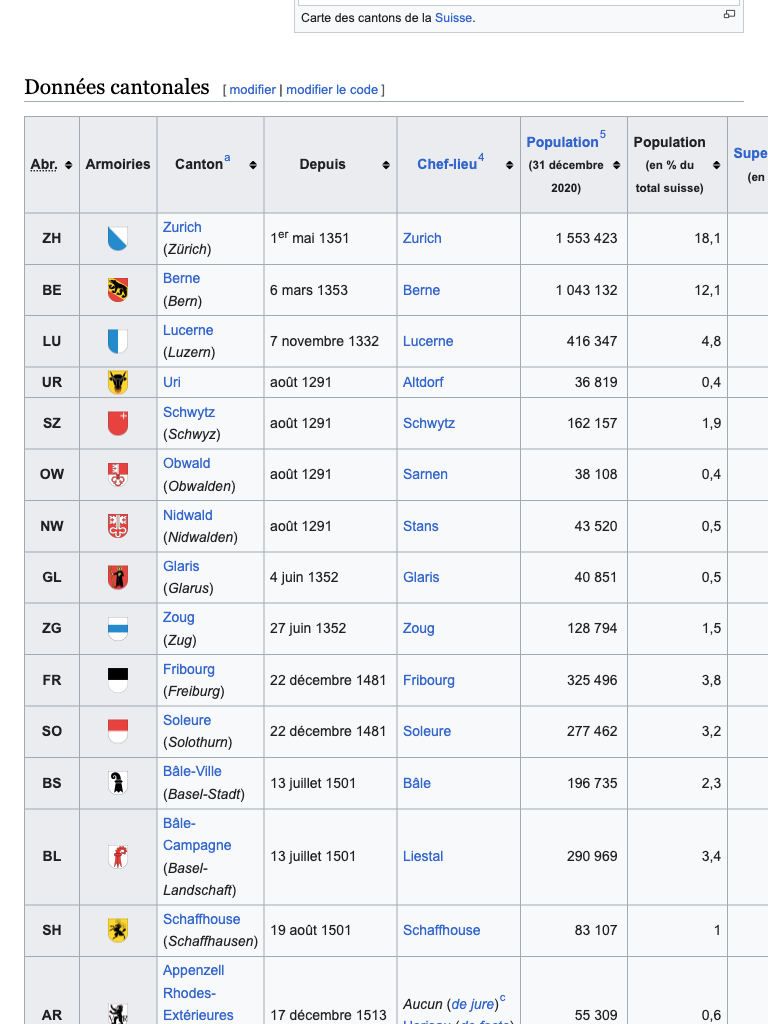 Carte des cantons de la Suisse.
Données cantonales [ modifier | modifier le code ]
Abr. Armoiries Canton a Depuis Chef-lieu 4 Population 5 (31 décembre 2020) Population (en % du total suisse) Supe (en
ZH Zurich (Zürich) 1er mai 1351 Zurich 1 553 423 18,1
BE Berne (Bern) 6 mars 1353 Berne 1 043 132 12,1
LU Lucerne (Luzern) 7 novembre 1332 Lucerne 416 347 4,8
UR Uri août 1291 Altdorf 36 819 0,4
SZ Schwytz (Schwyz) août 1291 Schwytz 162 157 1,9
OW Obwald (Obwalden) août 1291 Sarnen 38 108 0,4
NW Nidwald (Nidwalden) août 1291 Stans 43 520 0,5
GL Glaris (Glarus) 4 juin 1352 Glaris 40 851 0,5
ZG Zoug (Zug) 27 juin 1352 Zoug 128 794 1,5
FR Fribourg (Freiburg) 22 décembre 1481 Fribourg 325 496 3,8
SO Soleure (Solothurn) 22 décembre 1481 Soleure 277 462 3,2
BS Bâle-Ville (Basel-Stadt) 13 juillet 1501 Bâle 196 735 2,3
BL Bâle-Campagne (Basel-Landschaft) 13 juillet 1501 Liestal 290 969 3,4
SH Schaffhouse (Schaffhausen) 19 août 1501 Schaffhouse 83 107 1
AR Appenzell Rhodes-Extérieures 17 décembre 1513 Aucun (de jure) c 55 309 0,6